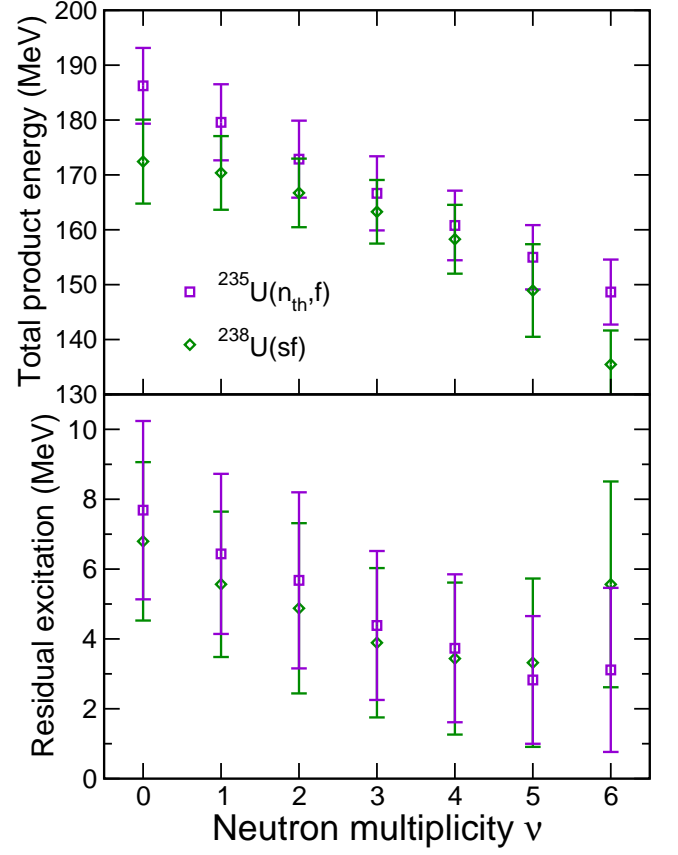 200
190
180
170
160
150
140
130
Total product energy (MeV)
²³⁵U(nₜₕ,f)
²³⁸U(sf)
10
8
6
4
2
0
Residual excitation (MeV)
0 1 2 3 4 5 6
Neutron multiplicity ν